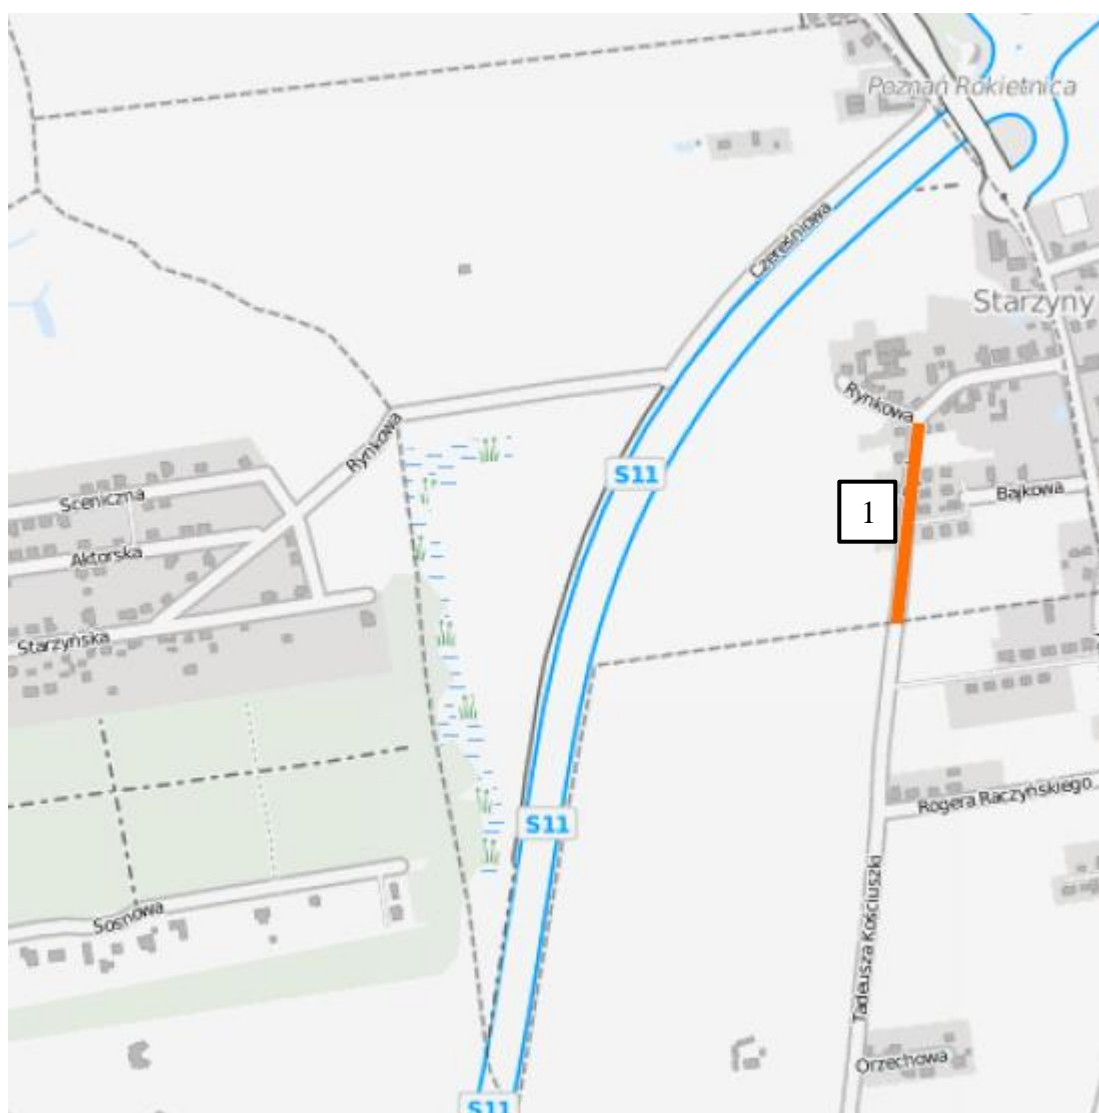 Poznań Rokietnica
Czereśniowa
Starzyny
Rynkowa
Rynkowa
S11
Sceniczna
Bajkowa
1
Aktorska
Starzyńska
Rogera Raczyńskiego
S11
Tadeusza Kościuszki
Sosnowa
Orzechowa
S11